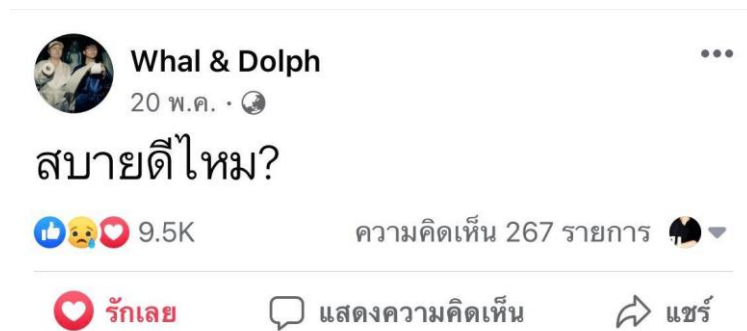 Whal & Dolph
20 พ.ค. ·
สบายดีไหม?
9.5K ความคิดเห็น 267 รายการ
รักเลย แสดงความคิดเห็น แชร์